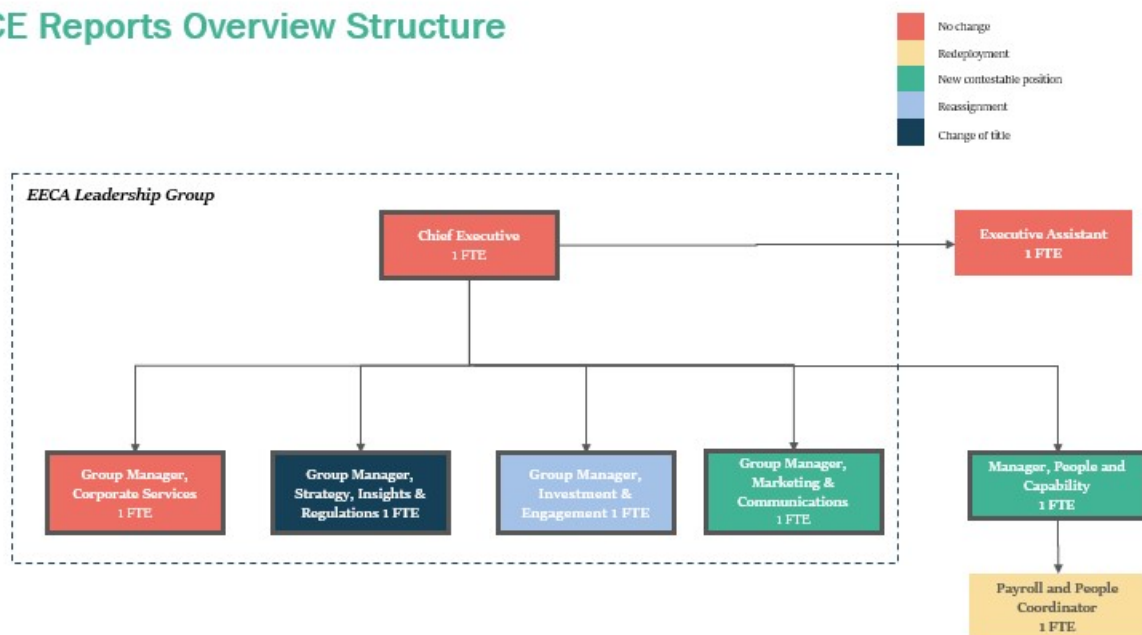 CE Reports Overview Structure
No change
Redeployment
New contestable position
Reassignment
Change of title
EECA Leadership Group
Chief Executive
1 FTE
Executive Assistant
1 FTE
Group Manager,
Corporate Services
1 FTE
Group Manager,
Strategy, Insights &
Regulations 1 FTE
Group Manager,
Investment &
Engagement 1 FTE
Group Manager,
Marketing &
Communications
1 FTE
Manager, People and
Capability
1 FTE
Payroll and People
Coordinator
1 FTE